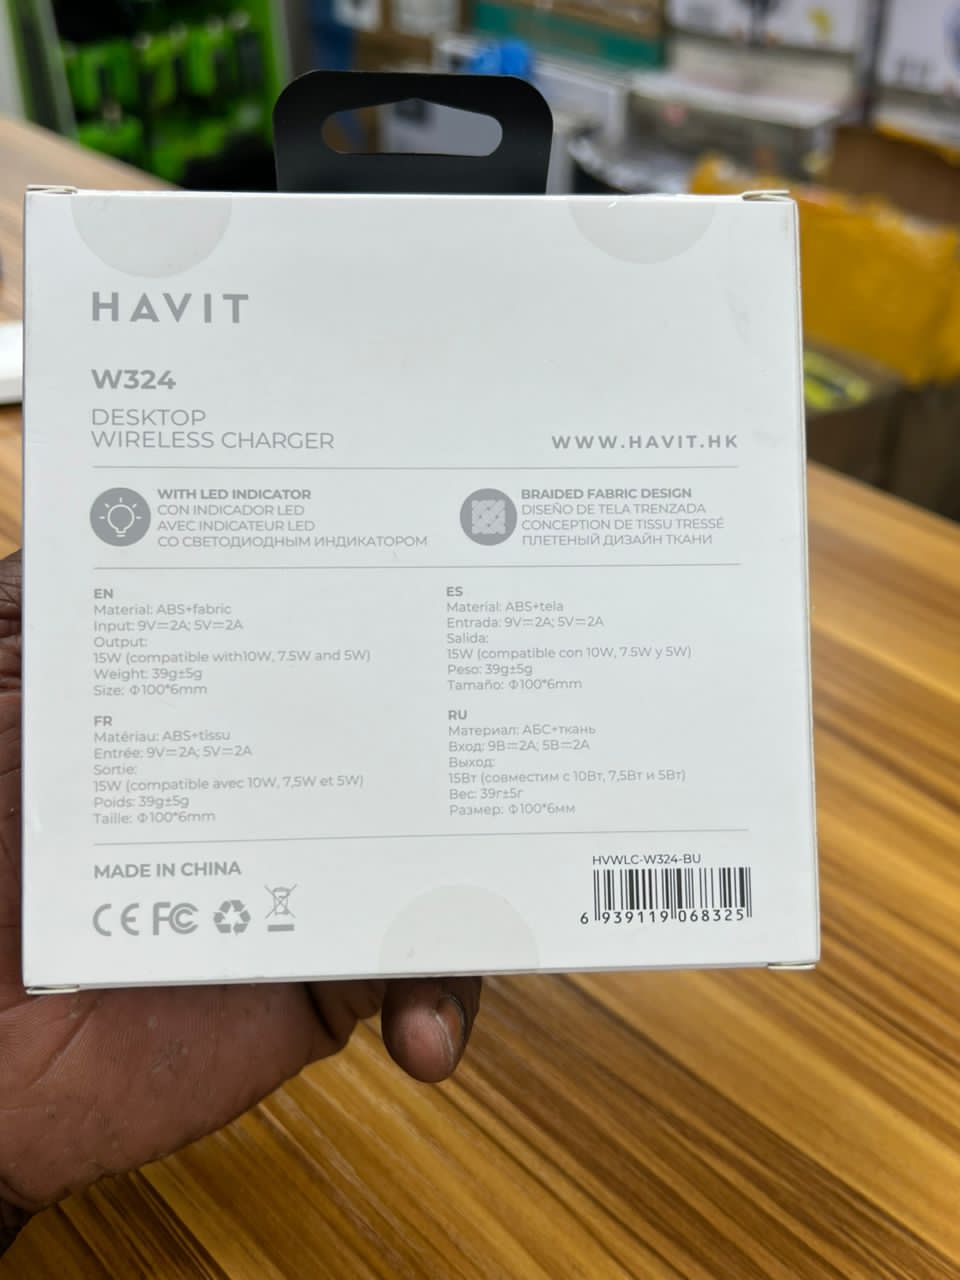 HAVIT
W324
DESKTOP
WIRELESS CHARGER
WWW.HAVIT.HK
WITH LED INDICATOR
CON INDICADOR LED
AVEC INDICATEUR LED
СО СВЕТОДИОДНЫМ ИНДИКАТОРОМ
BRAIDED FABRIC DESIGN
DISEÑO DE TELA TRENZADA
CONCEPTION DE TISSU TRESSÉ
ПЛЕТЕНЫЙ ДИЗАЙН ТКАНИ
EN
Material: ABS+fabric
Input: 9V⎓2A; 5V⎓2A
Output:
15W (compatible with10W, 7.5W and 5W)
Weight: 39g±5g
Size: Φ100*6mm
ES
Material: ABS+tela
Entrada: 9V⎓2A; 5V⎓2A
Salida:
15W (compatible con 10W, 7.5W y 5W)
Peso: 39g±5g
Tamaño: Φ100*6mm
FR
Matériau: ABS+tissu
Entrée: 9V⎓2A; 5V⎓2A
Sortie:
15W (compatible avec 10W, 7,5W et 5W)
Poids: 39g±5g
Taille: Φ100*6mm
RU
Материал: АБС+ткань
Вход: 9В⎓2А; 5В⎓2А
Выход:
15Вт (совместим с 10Вт, 7,5Вт и 5Вт)
Вес: 39г±5г
Размер: Φ100*6мм
MADE IN CHINA
CE FC
HVWLC-W324-BU
6 939119 068325